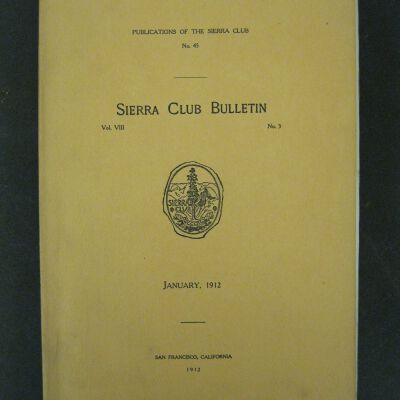 PUBLICATIONS OF THE SIERRA CLUB
No. 45
SIERRA CLUB BULLETIN
Vol. VIII No. 3
SIERRA
CLUB
JANUARY, 1912
SAN FRANCISCO, CALIFORNIA
1912